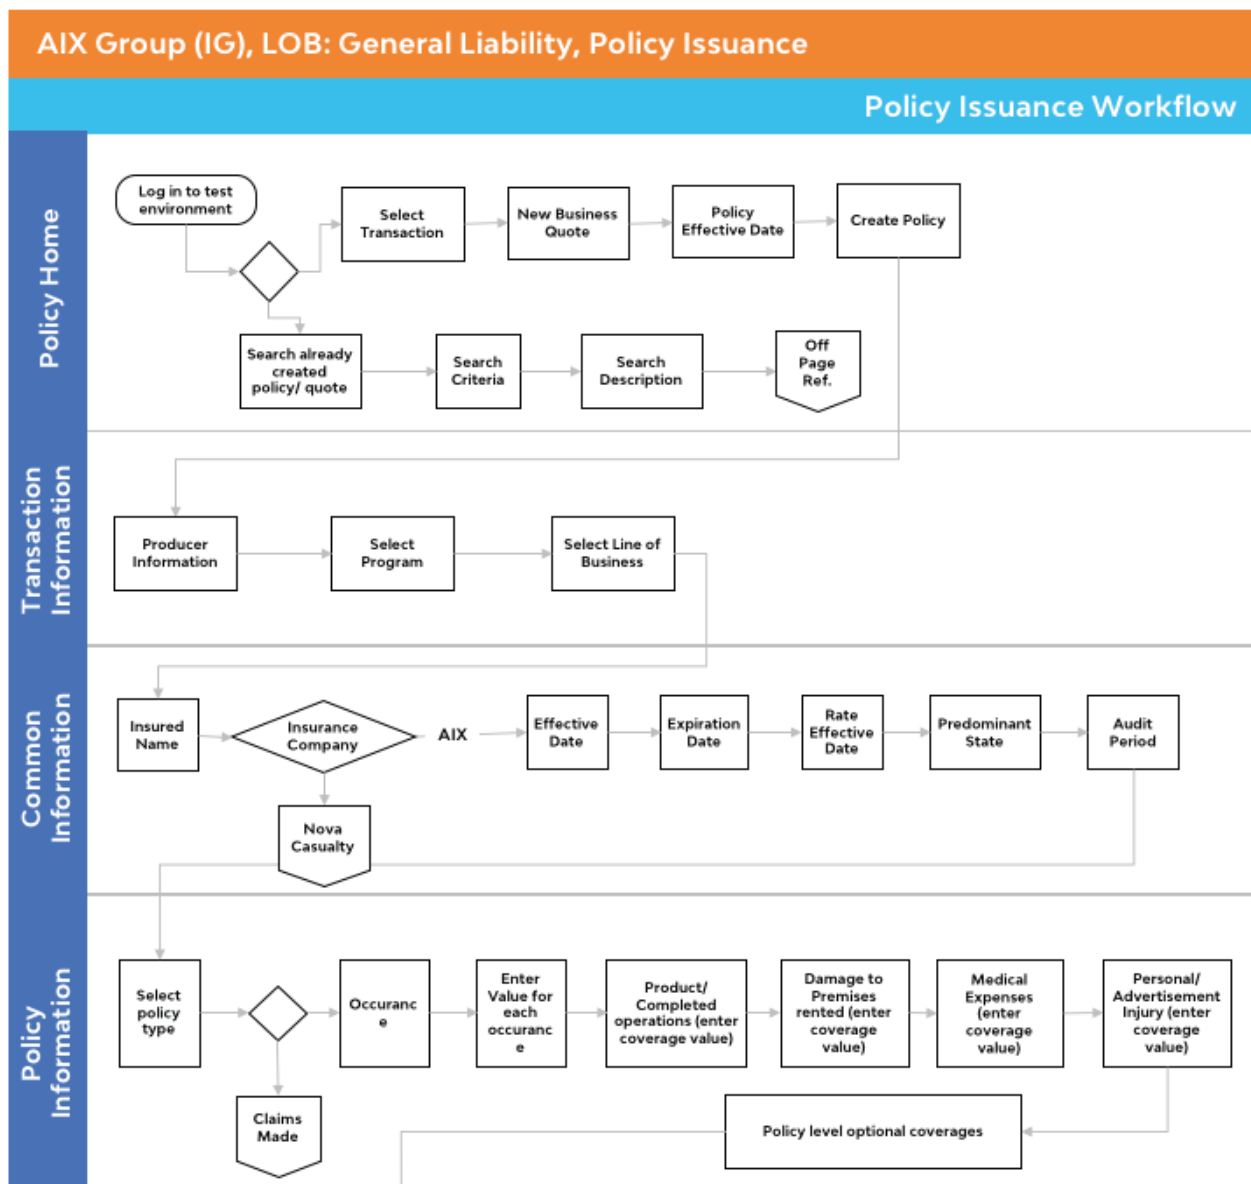 AIX Group (IG), LOB: General Liability, Policy Issuance
Policy Issuance Workflow
Policy Home
Log in to test
environment
Select
Transaction
New Business
Quote
Policy
Effective Date
Create Policy
Search already
created
policy/ quote
Search
Criteria
Search
Description
Off
Page
Ref.
Transaction
Information
Producer
Information
Select
Program
Select Line of
Business
Common
Information
Insured
Name
Insurance
Company
AIX
Effective
Date
Expiration
Date
Rate
Effective
Date
Predominant
State
Audit
Period
Nova
Casualty
Policy
Information
Select
policy
type
Occuranc
e
Enter
Value for
each
occuranc
e
Product/
Completed
operations (enter
coverage value)
Damage to
Premises
rented (enter
coverage
value)
Medical
Expenses
(enter
coverage
value)
Personal/
Advertisement
Injury (enter
coverage
value)
Claims
Made
Policy level optional coverages